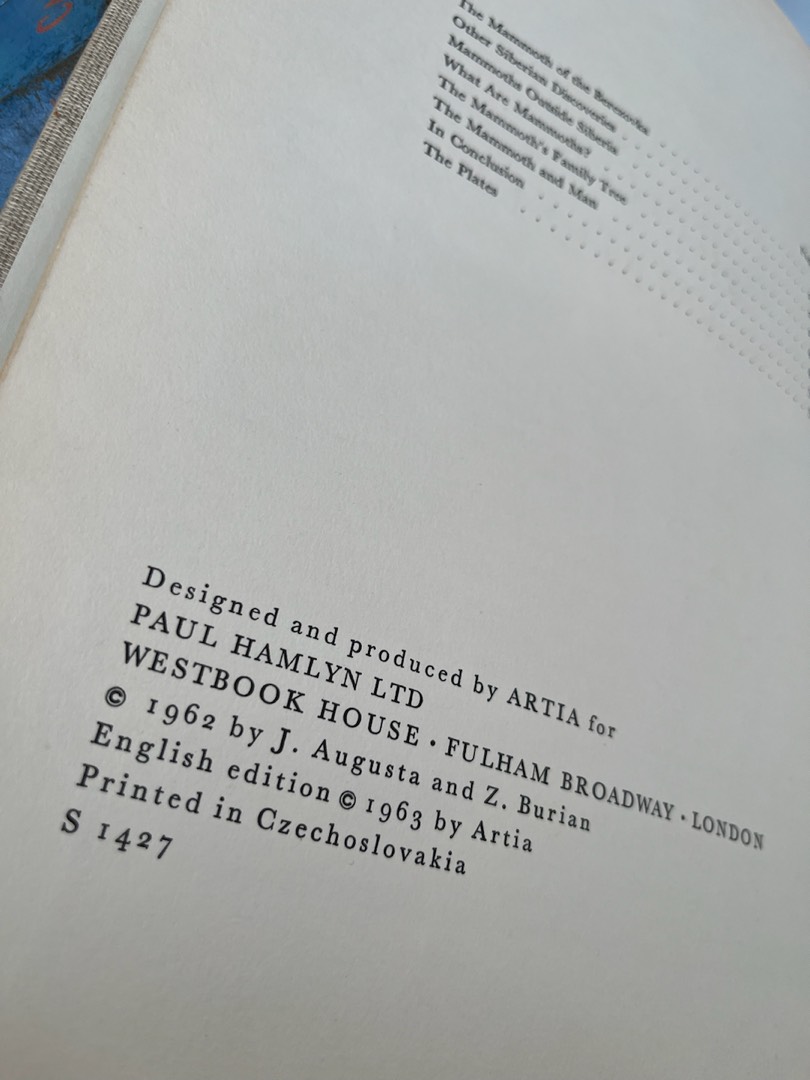 The Mammoth of the Beresovka
Other Siberian Discoveries
Mammoths Outside Siberia
What Are Mammoths?
The Mammoth's Family Tree
The Mammoth and Man
In Conclusion
The Plates
Designed and produced by ARTIA for
PAUL HAMLYN LTD
WESTBOOK HOUSE · FULHAM BROADWAY · LONDON
© 1962 by J. Augusta and Z. Burian
English edition © 1963 by Artia
Printed in Czechoslovakia
S 1427